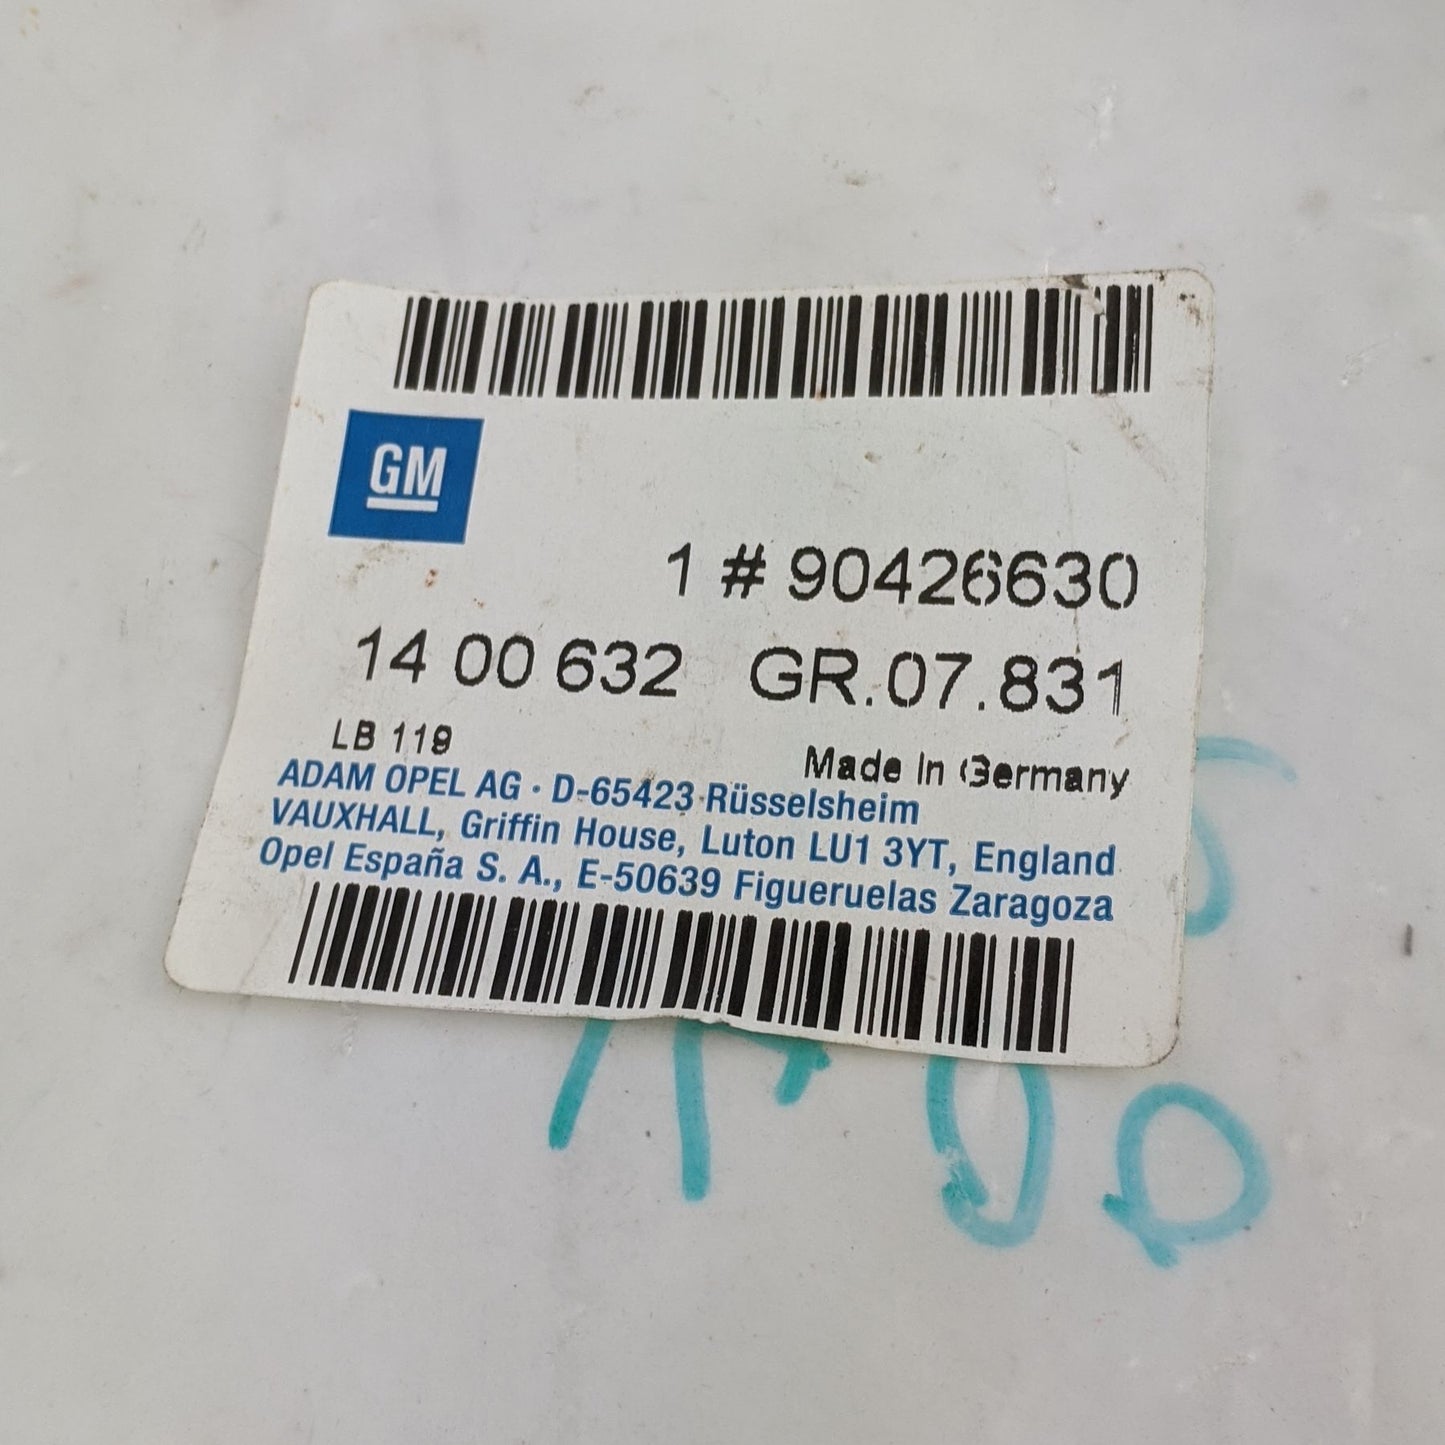 GM
1 # 90426630
14 00 632 GR.07.831
LB 119
Made In Germany
ADAM OPEL AG · D-65423 Rüsselsheim
VAUXHALL, Griffin House, Luton LU1 3YT, England
Opel España S. A., E-50639 Figueruelas Zaragoza